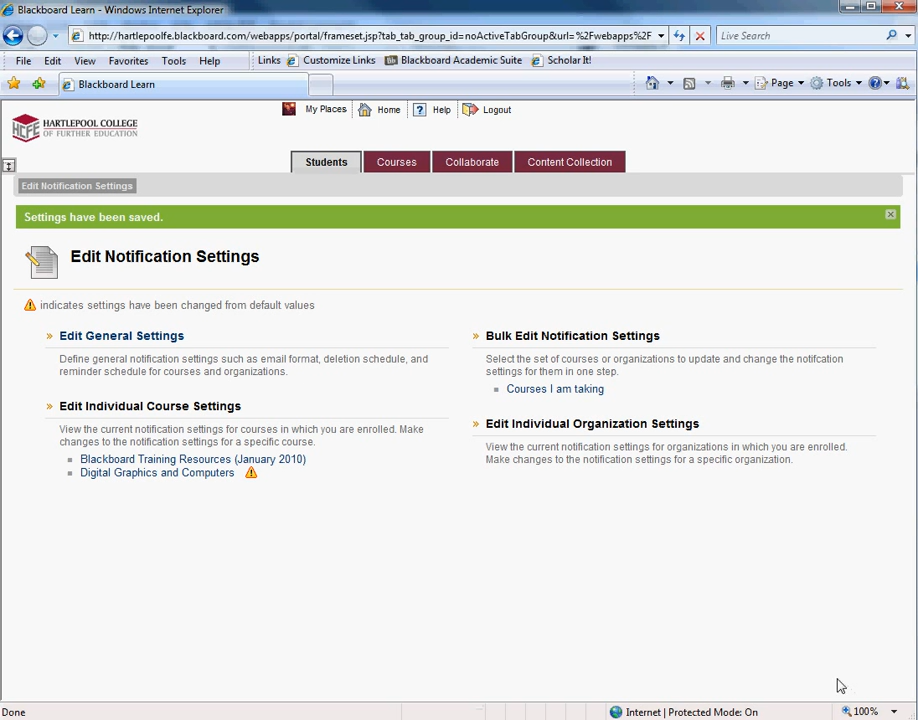 Blackboard Learn - Windows Internet Explorer
http://hartlepoolfe.blackboard.com/webapps/portal/frameset.jsp?tab_tab_group_id=noActiveTabGroup&url=%2Fwebapps%2F
Live Search
File Edit View Favorites Tools Help Links Customize Links Blackboard Academic Suite Scholar It!
Blackboard Learn Page Tools
My Places Home Help Logout
HCFE HARTLEPOOL COLLEGE
OF FURTHER EDUCATION
Students Courses Collaborate Content Collection
Edit Notification Settings
Settings have been saved.
Edit Notification Settings
indicates settings have been changed from default values
Edit General Settings
Define general notification settings such as email format, deletion schedule, and
reminder schedule for courses and organizations.
Edit Individual Course Settings
View the current notification settings for courses in which you are enrolled. Make
changes to the notification settings for a specific course.
Blackboard Training Resources (January 2010)
Digital Graphics and Computers
Bulk Edit Notification Settings
Select the set of courses or organizations to update and change the notifcation
settings for them in one step.
Courses I am taking
Edit Individual Organization Settings
View the current notification settings for organizations in which you are enrolled.
Make changes to the notification settings for a specific organization.
Done Internet | Protected Mode: On 100%